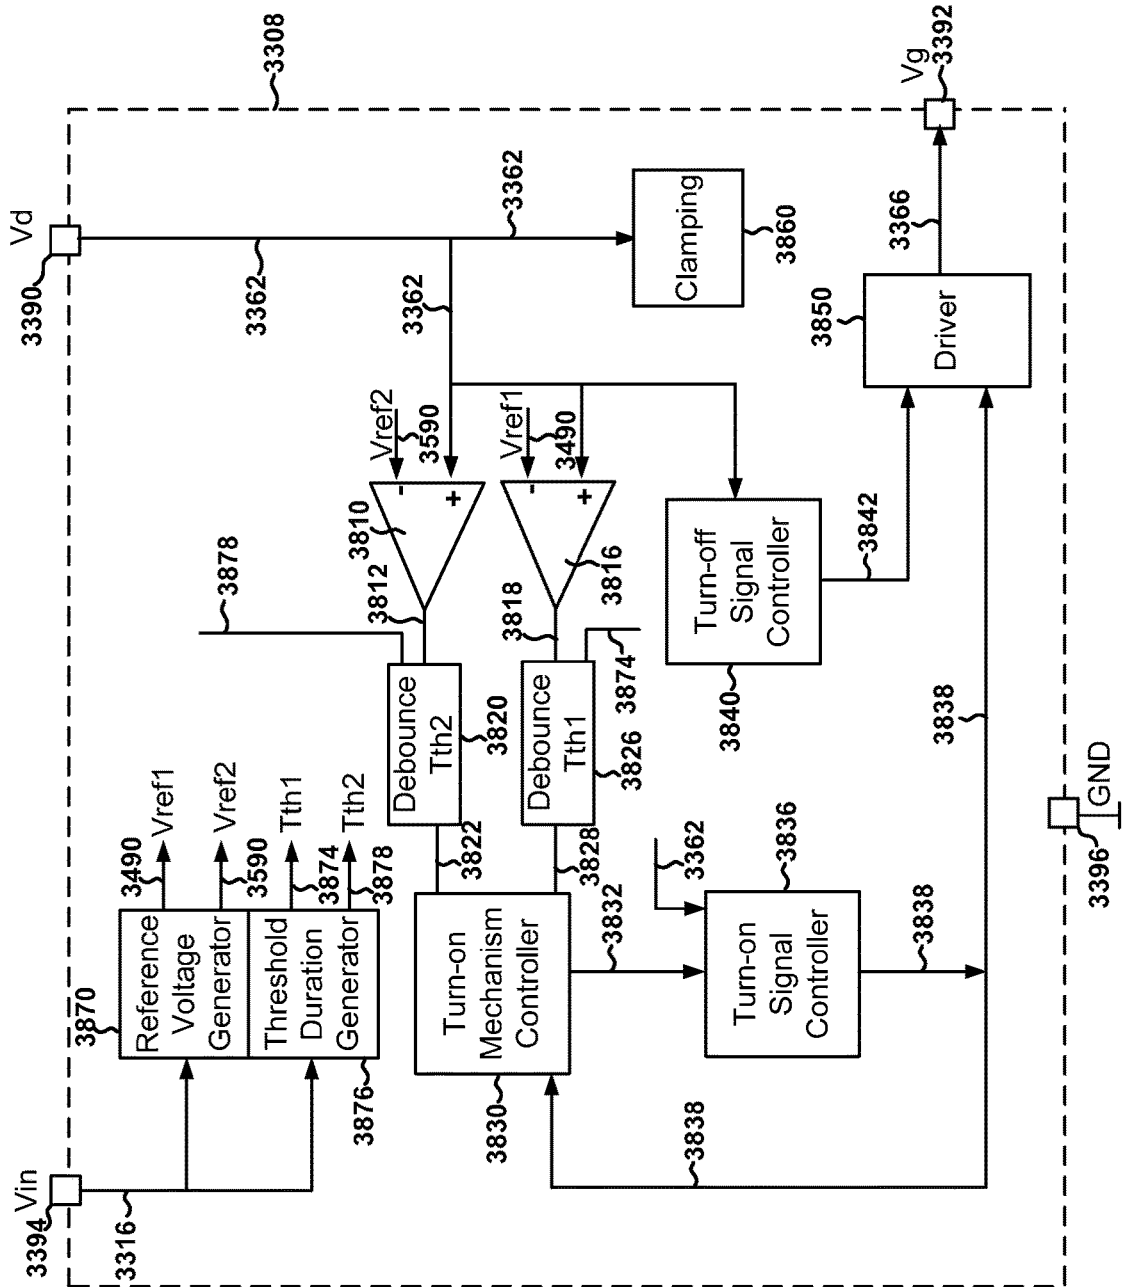 3308
Vd
3390
3362
3362
3362
Clamping
3860
Vg
3392
3366
3850
Driver
Vref2
3590
-
+
3810
3812
3878
Vref1
3490
-
+
3816
3818
3874
Debounce
Tth2
3820
Debounce
Tth1
3826
Turn-off
Signal
Controller
3840
3842
3838
3822
3828
3490
Vref1
3590
Vref2
3874
Tth1
3878
Tth2
3870
Reference
Voltage
Generator
Threshold
Duration
Generator
3876
Turn-on
Mechanism
Controller
3830
3832
3362
3836
Turn-on
Signal
Controller
3838
3838
Vin
3394
3316
3396
GND